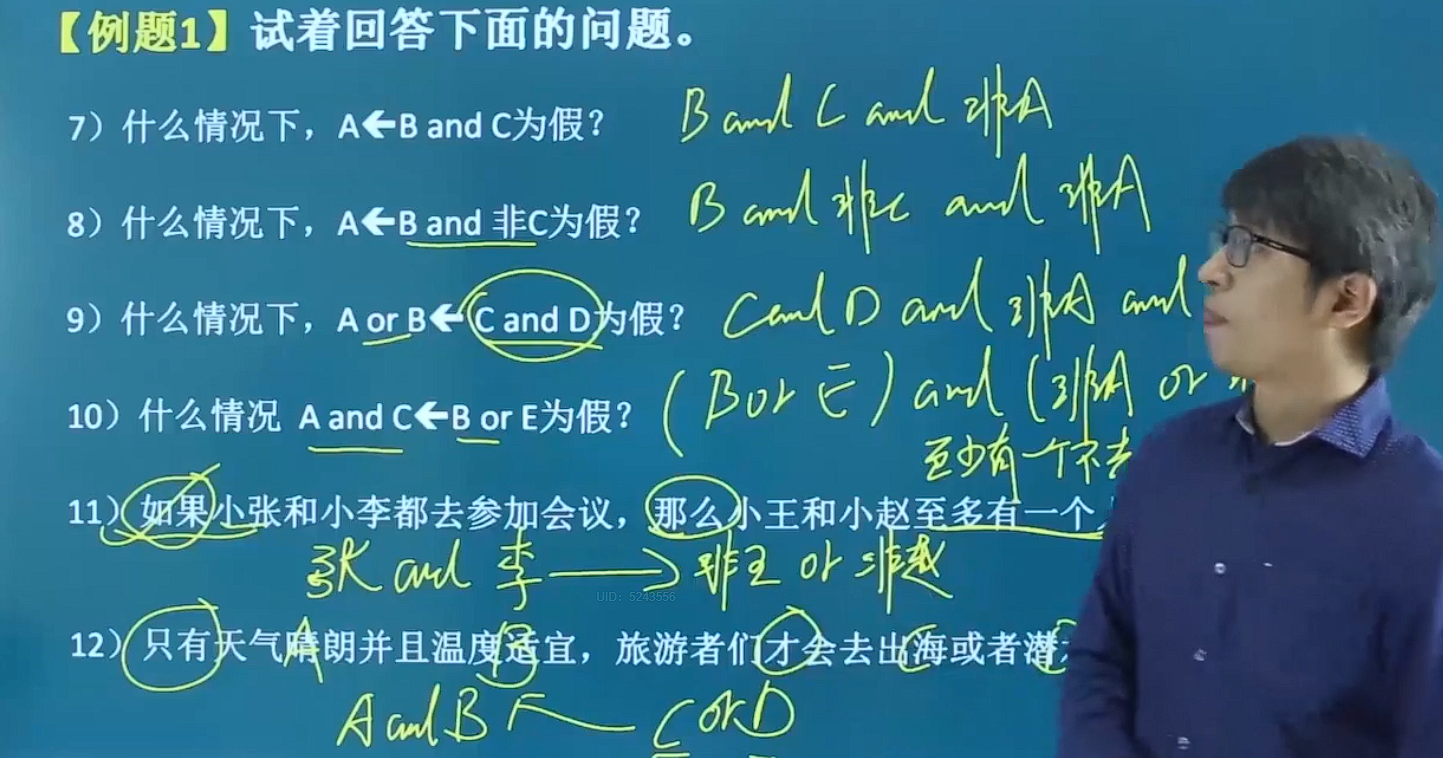 【例题1】试着回答下面的问题。
7）什么情况下，A←B and C为假？ B and C and 非A
8）什么情况下，A←B and 非C为假？ B and 非C and 非A
9）什么情况下，A or B←C and D为假？ C and D and 非A and
10）什么情况 A and C←B or E为假？ (B or E) and (非A or
至少有一个不去
11）如果小张和小李都去参加会议，那么小王和小赵至多有一个
张 and 李 → 非王 or 非赵
UID：5243556
12）只有天气晴朗并且温度适宜，旅游者们才会去出海或者潜
A B C
A and B ← C or D